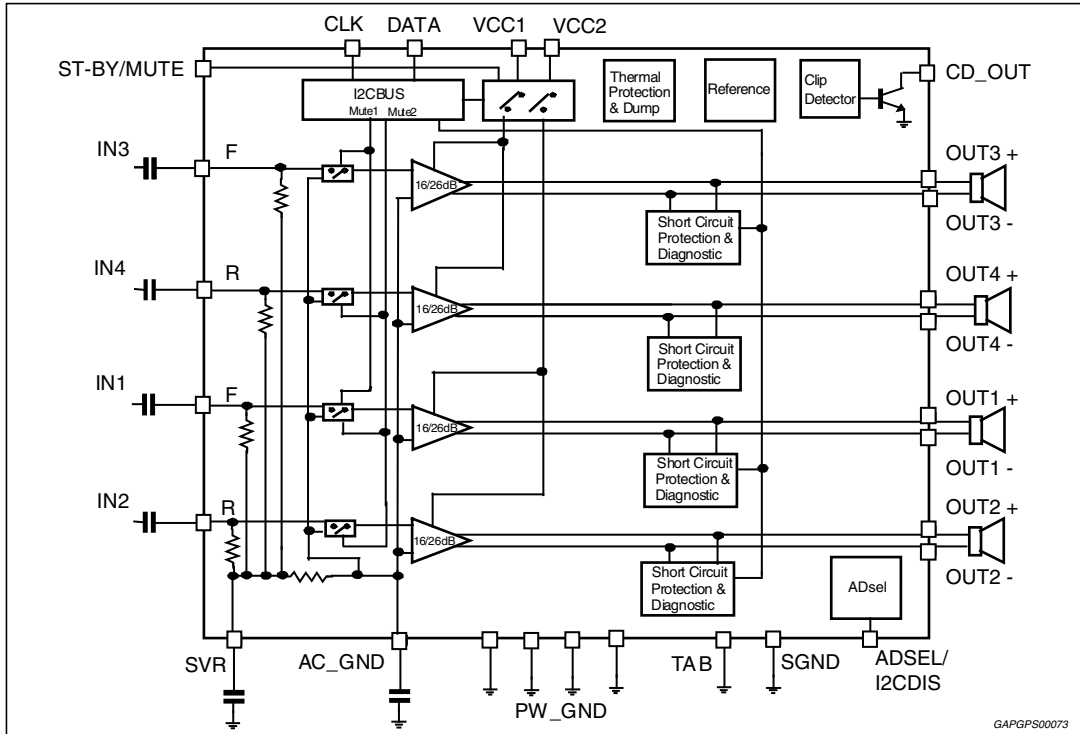 CLK
DATA
VCC1
VCC2
ST-BY/MUTE
I2CBUS
Mute1
Mute2
Thermal
Protection
& Dump
Reference
Clip
Detector
CD_OUT
IN3
F
16/26dB
OUT3 +
OUT3 -
Short Circuit
Protection &
Diagnostic
IN4
R
16/26dB
OUT4 +
OUT4 -
Short Circuit
Protection &
Diagnostic
IN1
F
16/26dB
OUT1 +
OUT1 -
Short Circuit
Protection &
Diagnostic
IN2
R
16/26dB
OUT2 +
OUT2 -
Short Circuit
Protection &
Diagnostic
ADsel
SVR
AC_GND
PW_GND
TAB
SGND
ADSEL/
I2CDIS
GAPGPS00073